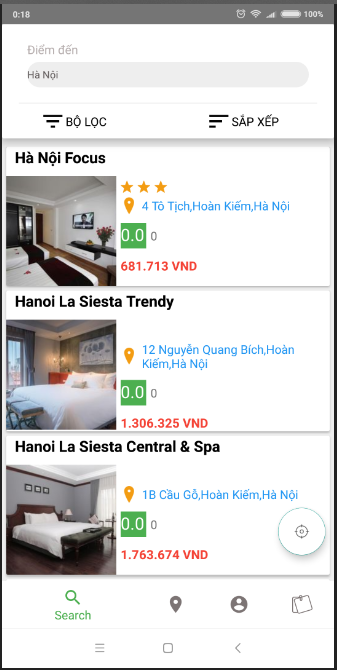 0:18
100%
Điểm đến
Hà Nội
BỘ LỌC
SẮP XẾP
Hà Nội Focus
4 Tô Tịch,Hoàn Kiếm,Hà Nội
0.0 0
681.713 VND
Hanoi La Siesta Trendy
12 Nguyễn Quang Bích,Hoàn
Kiếm,Hà Nội
0.0 0
1.306.325 VND
Hanoi La Siesta Central & Spa
1B Cầu Gỗ,Hoàn Kiếm,Hà Nội
0.0 0
1.763.674 VND
Search